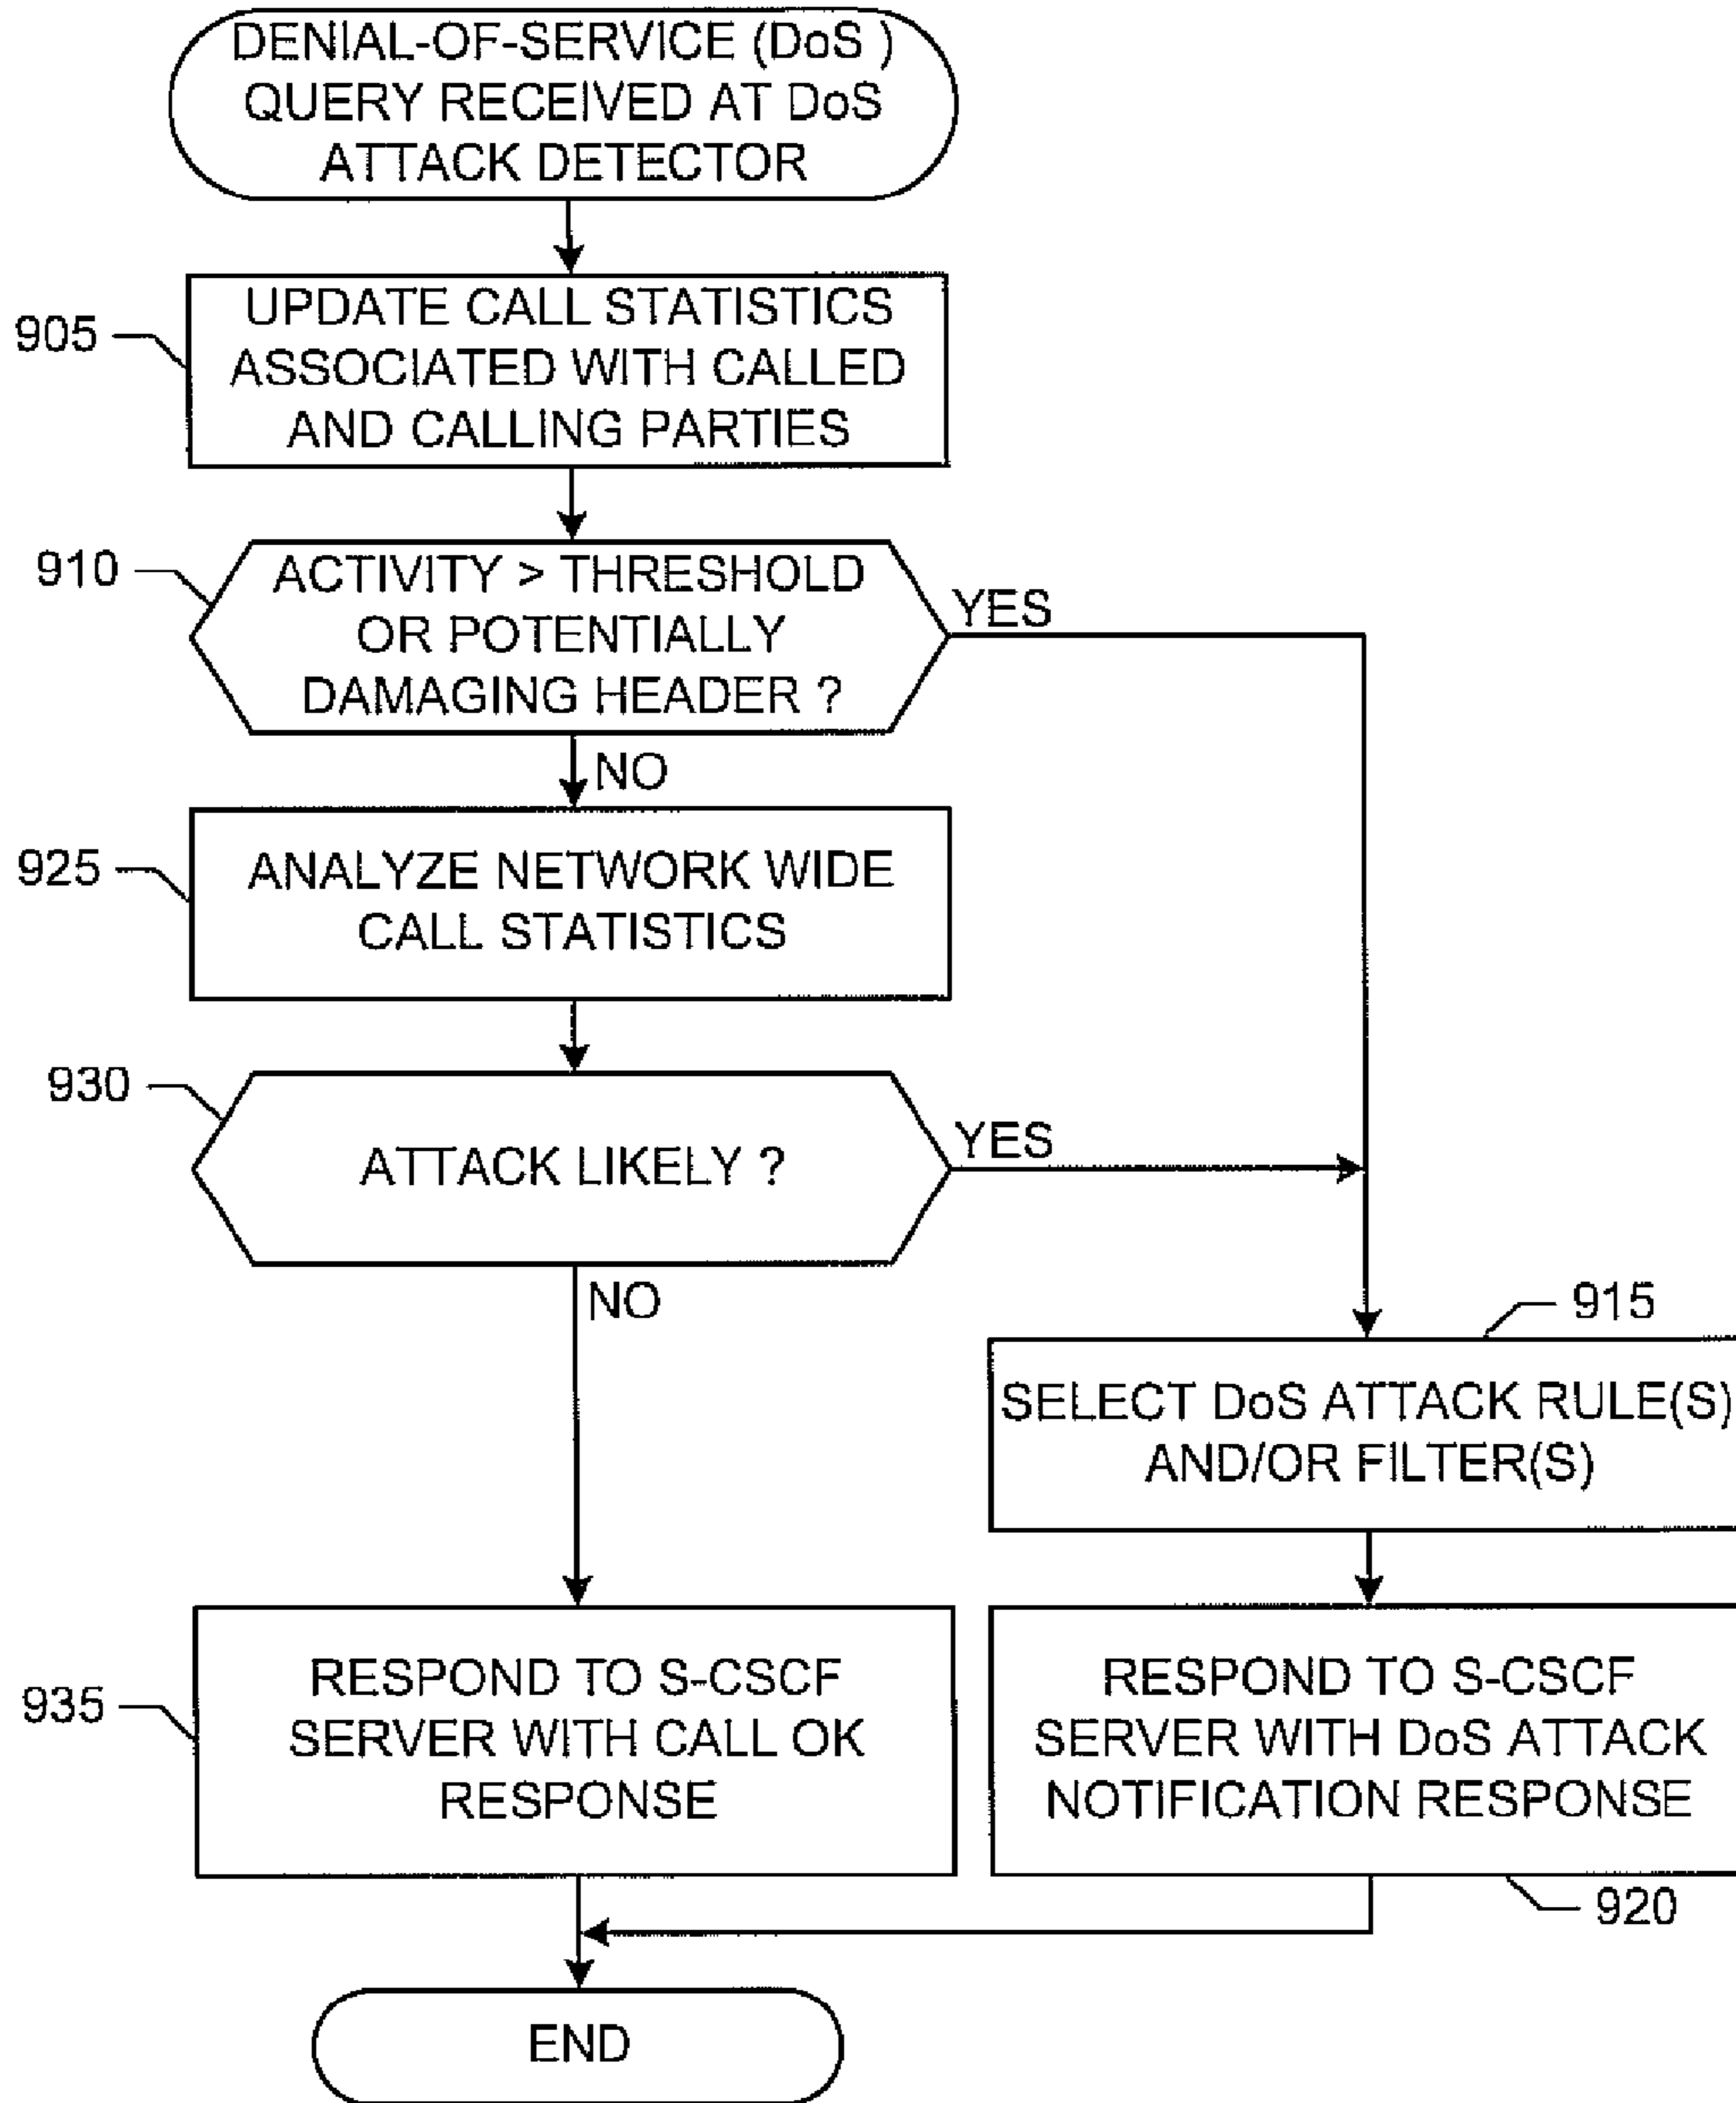 DENIAL-OF-SERVICE (DoS )
QUERY RECEIVED AT DoS
ATTACK DETECTOR
905
UPDATE CALL STATISTICS
ASSOCIATED WITH CALLED
AND CALLING PARTIES
910
ACTIVITY > THRESHOLD
OR POTENTIALLY
DAMAGING HEADER ?
YES
NO
925
ANALYZE NETWORK WIDE
CALL STATISTICS
930
ATTACK LIKELY ?
YES
NO
915
SELECT DoS ATTACK RULE(S)
AND/OR FILTER(S)
935
RESPOND TO S-CSCF
SERVER WITH CALL OK
RESPONSE
RESPOND TO S-CSCF
SERVER WITH DoS ATTACK
NOTIFICATION RESPONSE
920
END